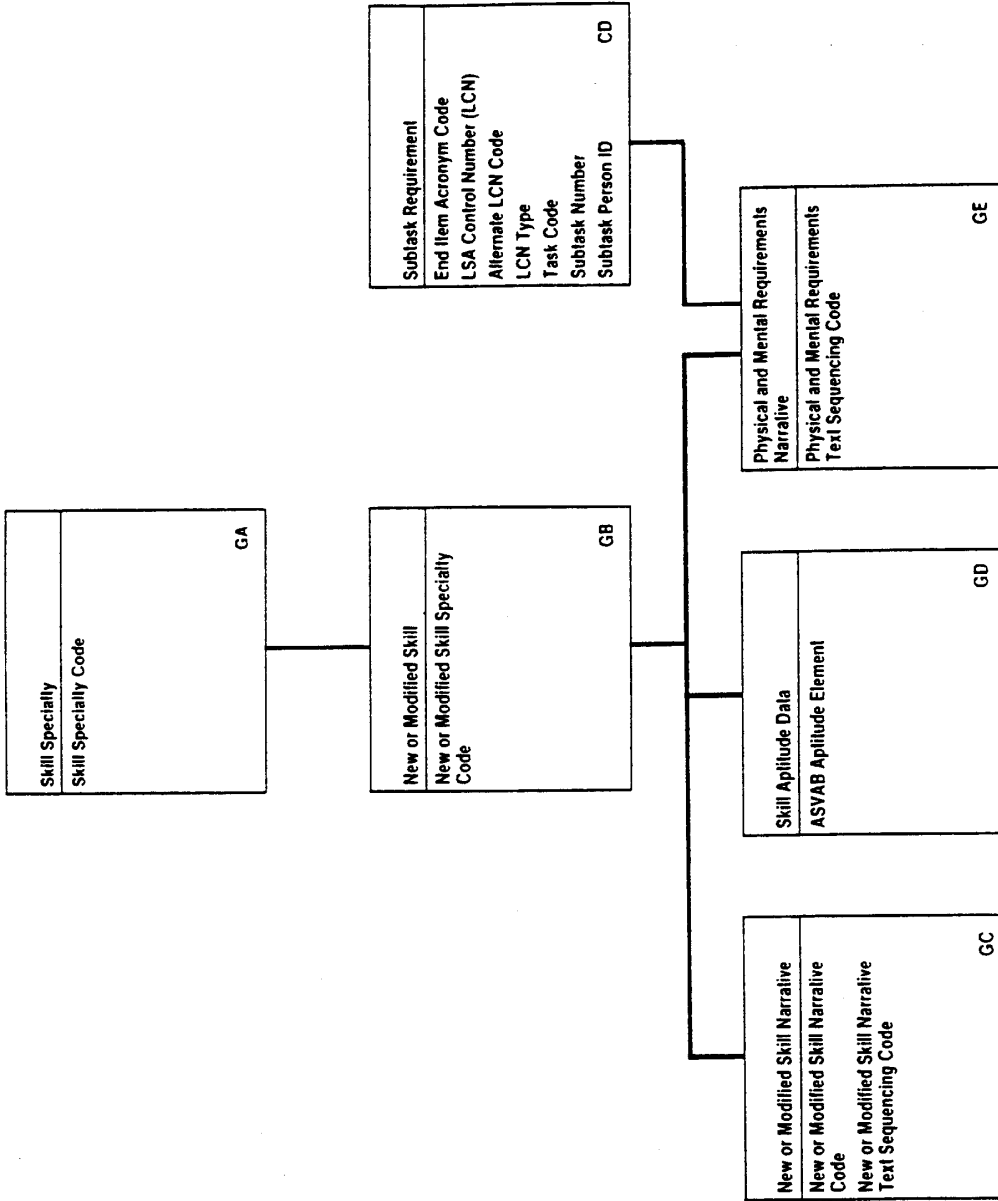 Skill Specialty
Skill Specialty Code
GA
New or Modified Skill
New or Modified Skill Specialty
Code
GB
Subtask Requirement
End Item Acronym Code
LSA Control Number (LCN)
Alternate LCN Code
LCN Type
Task Code
Subtask Number
Subtask Person ID
CD
New or Modified Skill Narrative
New or Modified Skill Narrative
Code
New or Modified Skill Narrative
Text Sequencing Code
GC
Skill Aptitude Data
ASVAB Aptitude Element
GD
Physical and Mental Requirements
Narrative
Physical and Mental Requirements
Text Sequencing Code
GE